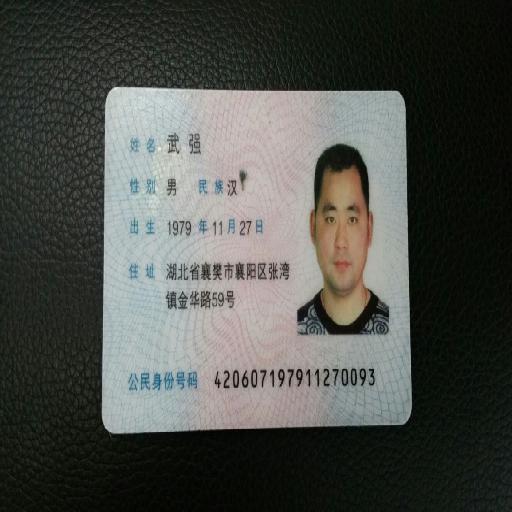 姓名 武强
性别 男 民族 汉
出生 1979 年 11 月 27 日
住址 湖北省襄樊市襄阳区张湾
镇金华路59号
公民身份号码 420607197911270093